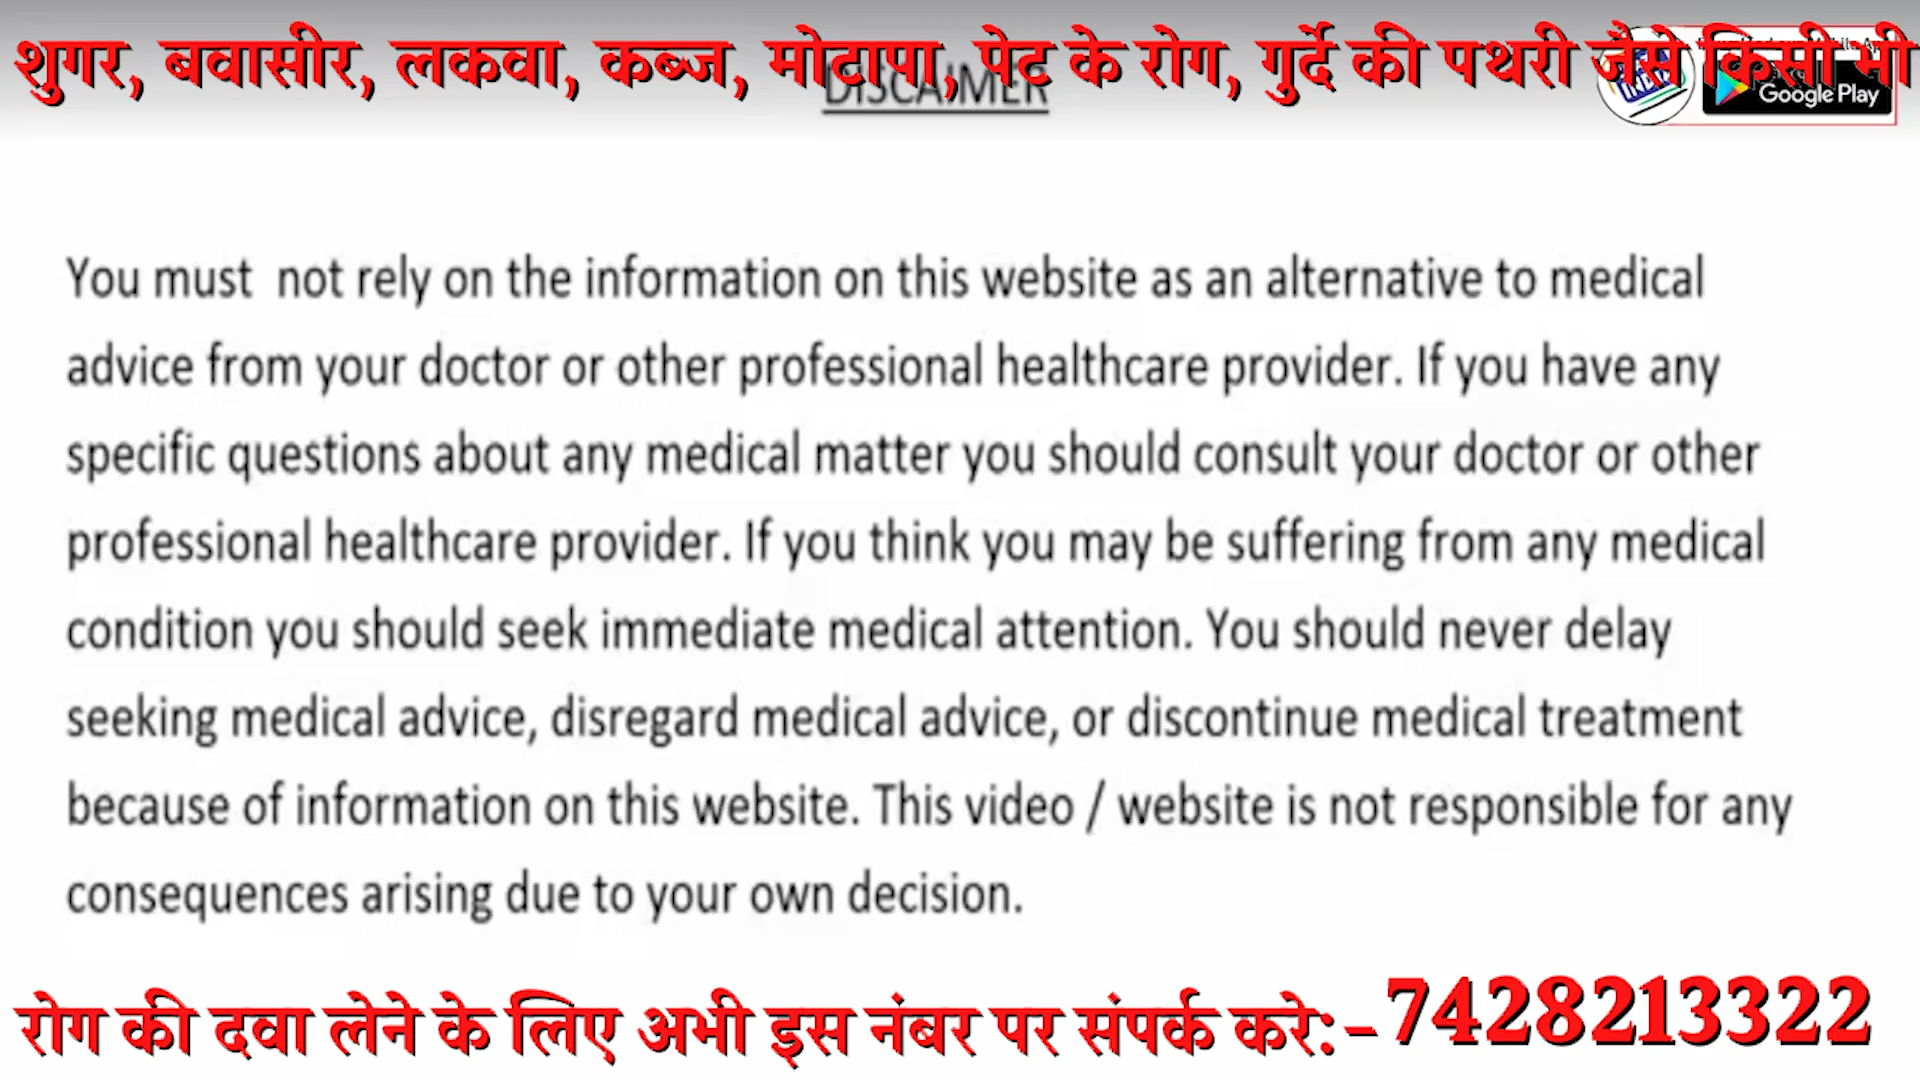 शुगर, बवासीर, लकवा, कब्ज, मोटापा, पेट के रोग, गुर्दे की पथरी जैसे किसी भी
DISCAIMER
INDIA
Google Play
You must not rely on the information on this website as an alternative to medical
advice from your doctor or other professional healthcare provider. If you have any
specific questions about any medical matter you should consult your doctor or other
professional healthcare provider. If you think you may be suffering from any medical
condition you should seek immediate medical attention. You should never delay
seeking medical advice, disregard medical advice, or discontinue medical treatment
because of information on this website. This video / website is not responsible for any
consequences arising due to your own decision.
रोग की दवा लेने के लिए अभी इस नंबर पर संपर्क करे:-7428213322